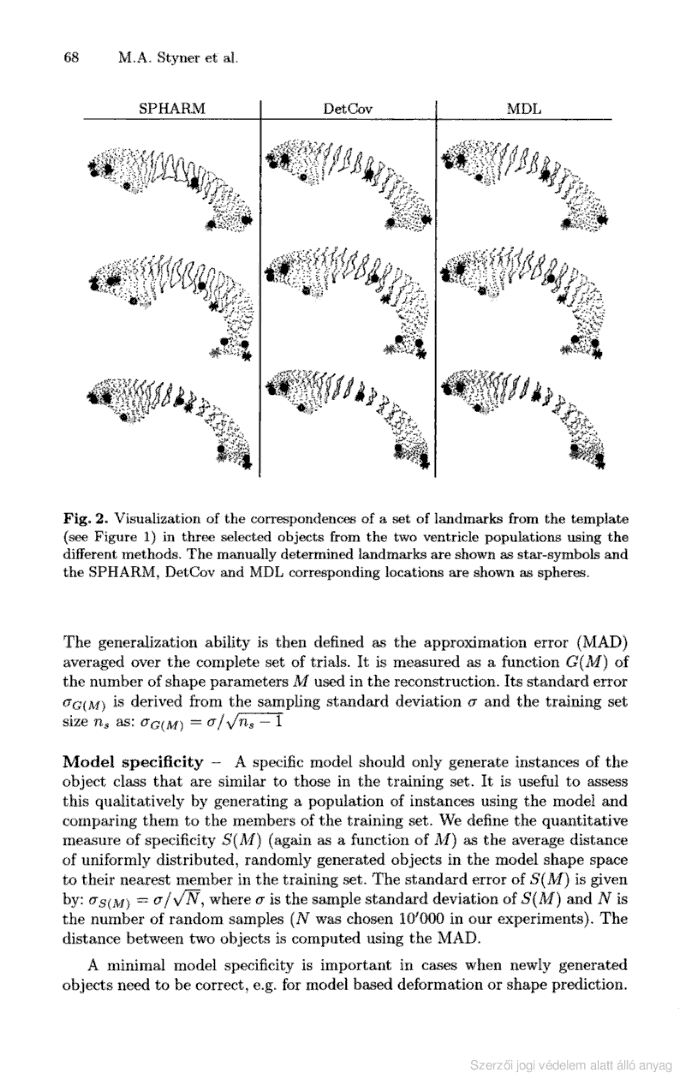 68 M.A. Styner et al.
SPHARM DetCov MDL
Fig. 2. Visualization of the correspondences of a set of landmarks from the template
(see Figure 1) in three selected objects from the two ventricle populations using the
different methods. The manually determined landmarks are shown as star-symbols and
the SPHARM, DetCov and MDL corresponding locations are shown as spheres.
The generalization ability is then defined as the approximation error (MAD)
averaged over the complete set of trials. It is measured as a function G(M) of
the number of shape parameters M used in the reconstruction. Its standard error
σG(M) is derived from the sampling standard deviation σ and the training set
size ns as: σG(M) = σ/√ns − 1
Model specificity – A specific model should only generate instances of the
object class that are similar to those in the training set. It is useful to assess
this qualitatively by generating a population of instances using the model and
comparing them to the members of the training set. We define the quantitative
measure of specificity S(M) (again as a function of M) as the average distance
of uniformly distributed, randomly generated objects in the model shape space
to their nearest member in the training set. The standard error of S(M) is given
by: σS(M) = σ/√N, where σ is the sample standard deviation of S(M) and N is
the number of random samples (N was chosen 10′000 in our experiments). The
distance between two objects is computed using the MAD.
A minimal model specificity is important in cases when newly generated
objects need to be correct, e.g. for model based deformation or shape prediction.
Szerzői jogi védelem alatt álló anyag